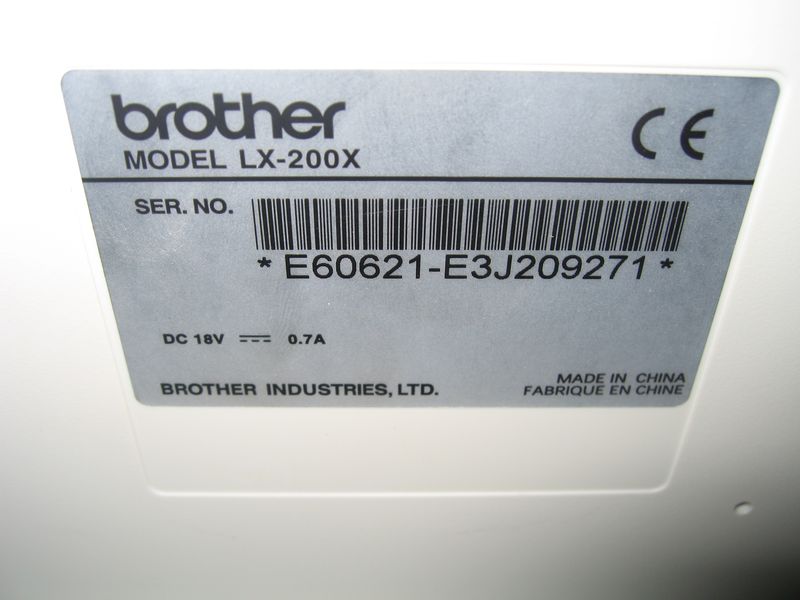 brother
MODEL LX-200X
CE
SER. NO.
* E60621-E3J209271 *
DC 18V ⎓ 0.7A
BROTHER INDUSTRIES, LTD.
MADE IN CHINA
FABRIQUE EN CHINE